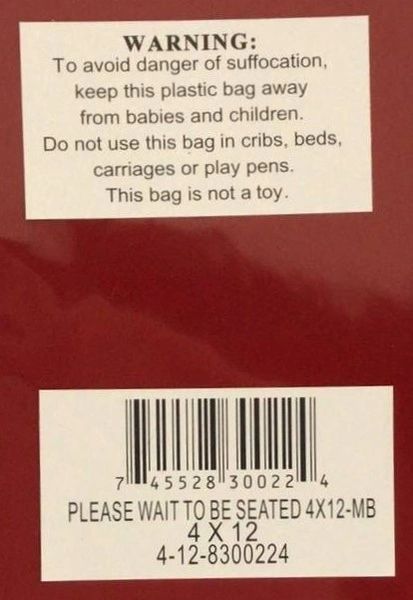 WARNING:
To avoid danger of suffocation,
keep this plastic bag away
from babies and children.
Do not use this bag in cribs, beds,
carriages or play pens.
This bag is not a toy.
7 45528 30022 4
PLEASE WAIT TO BE SEATED 4X12-MB
4 X 12
4-12-8300224